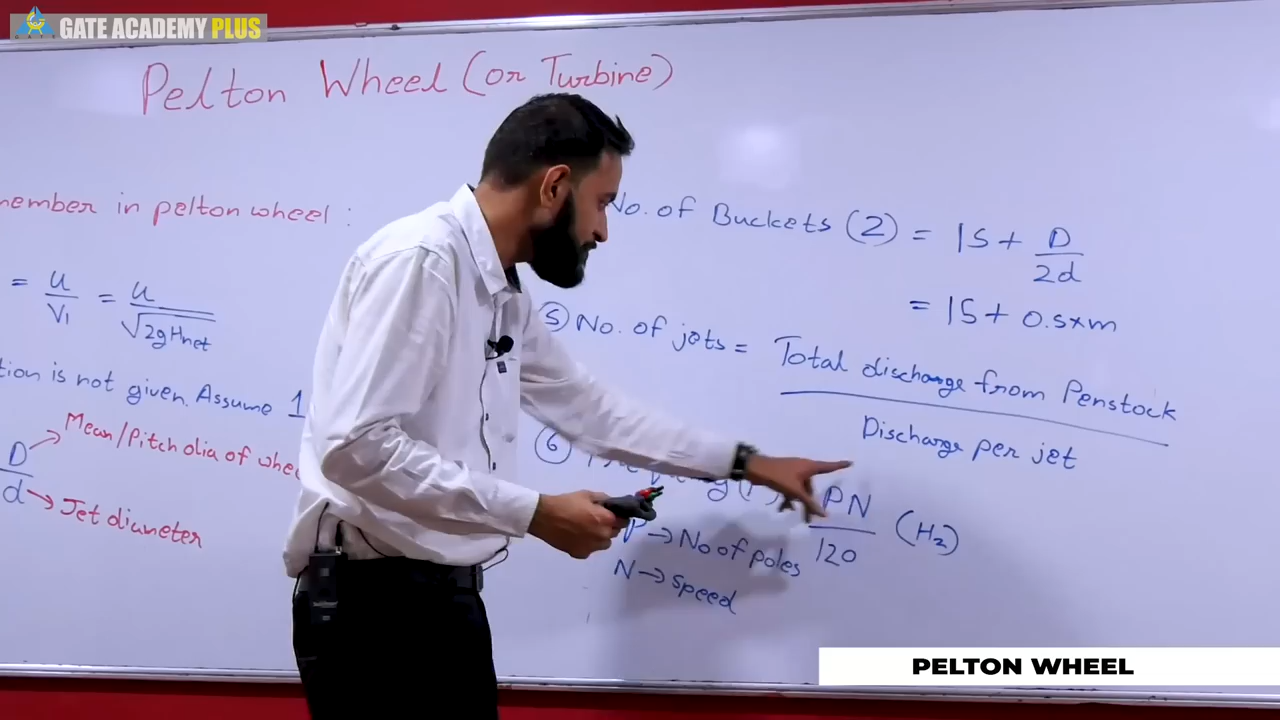 GATE ACADEMY PLUS
Pelton Wheel (or Turbine)
member in pelton wheel :
= u/V1 = u/√2gHnet
tion is not given. Assume 1
D → Mean/Pitch dia of whee
d → Jet diameter
No. of Buckets (Z) = 15 + D/2d
= 15 + 0.5×m
⑤ No. of jets = Total discharge from Penstock
Discharge per jet
⑥
PN/120 (Hz)
P → No of poles
N → speed
PELTON WHEEL